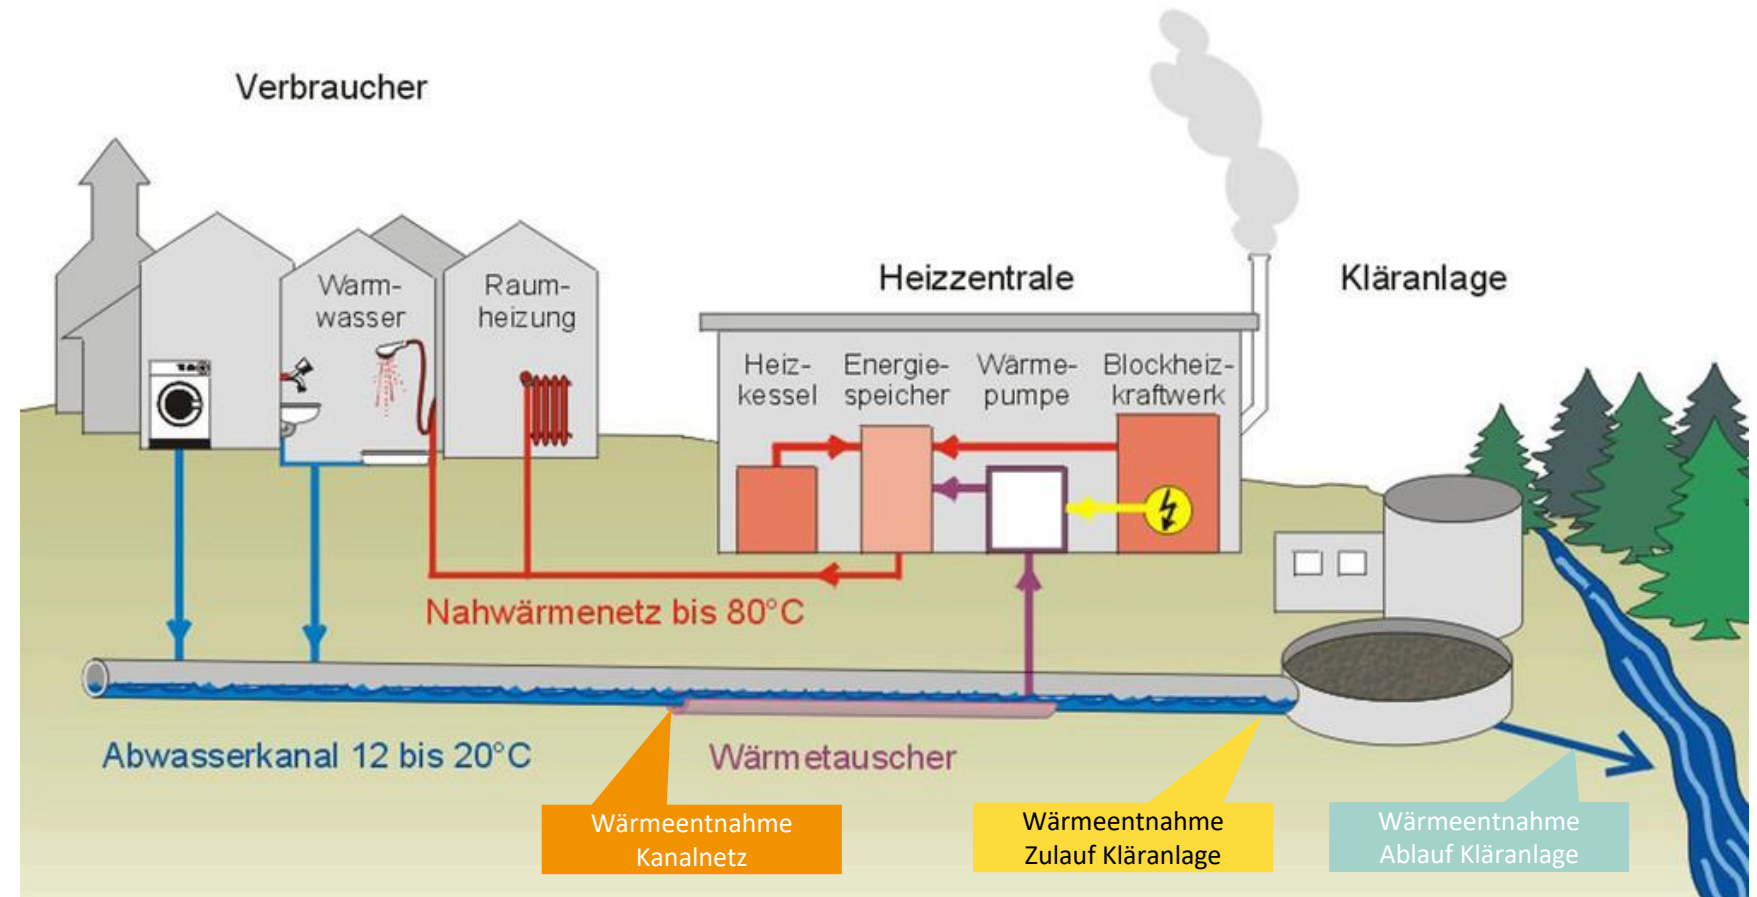 Verbraucher
Warm-
wasser
Raum-
heizung
Heizzentrale
Kläranlage
Heiz-
kessel
Energie-
speicher
Wärme-
pumpe
Blockheiz-
kraftwerk
Nahwärmenetz bis 80°C
Abwasserkanal 12 bis 20°C
Wärmetauscher
Wärmeentnahme
Kanalnetz
Wärmeentnahme
Zulauf Kläranlage
Wärmeentnahme
Ablauf Kläranlage